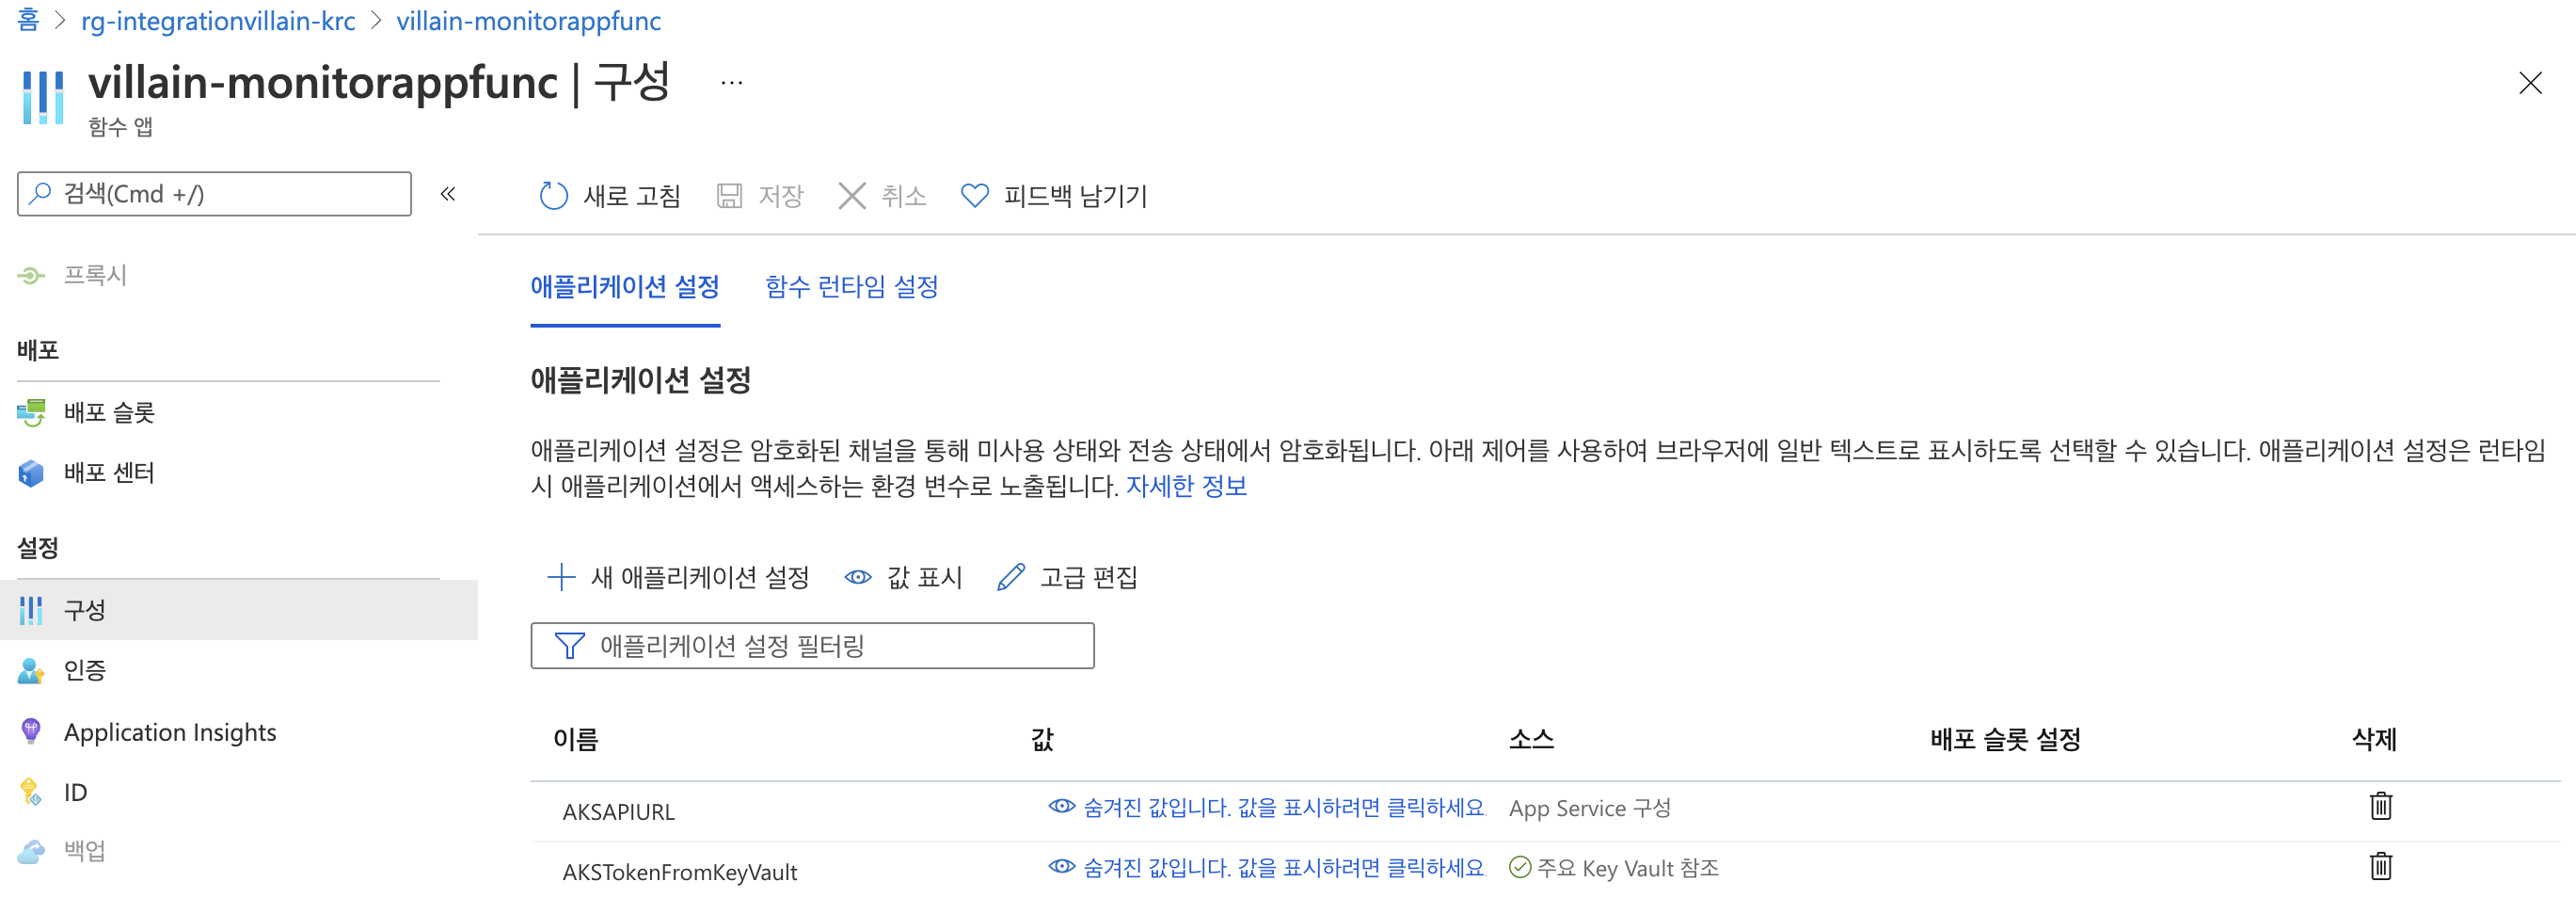 홈 > rg-integrationvillain-krc > villain-monitorappfunc
villain-monitorappfunc | 구성 ...
함수 앱
검색(Cmd +/)
«
새로 고침 저장 취소 피드백 남기기
프록시
배포
배포 슬롯
배포 센터
설정
구성
인증
Application Insights
ID
백업
애플리케이션 설정 함수 런타임 설정
애플리케이션 설정
애플리케이션 설정은 암호화된 채널을 통해 미사용 상태와 전송 상태에서 암호화됩니다. 아래 제어를 사용하여 브라우저에 일반 텍스트로 표시하도록 선택할 수 있습니다. 애플리케이션 설정은 런타임
시 애플리케이션에서 액세스하는 환경 변수로 노출됩니다. 자세한 정보
새 애플리케이션 설정 값 표시 고급 편집
애플리케이션 설정 필터링
이름 값 소스 배포 슬롯 설정 삭제
AKSAPIURL 숨겨진 값입니다. 값을 표시하려면 클릭하세요. App Service 구성
AKSTokenFromKeyVault 숨겨진 값입니다. 값을 표시하려면 클릭하세요. 주요 Key Vault 참조